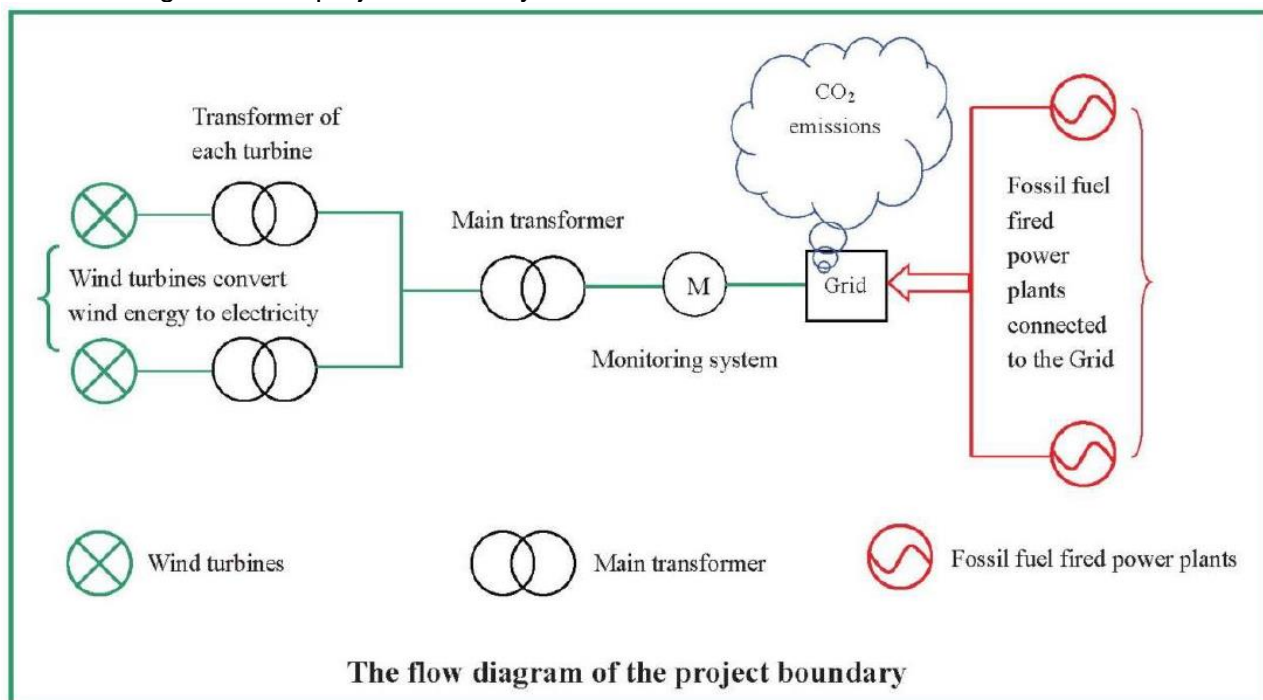 CO₂
emissions
Transformer of
each turbine
Main transformer
Fossil fuel
fired
power
plants
connected
to the Grid
Wind turbines convert
wind energy to electricity
M
Grid
Monitoring system
Wind turbines
Main transformer
Fossil fuel fired power plants
The flow diagram of the project boundary